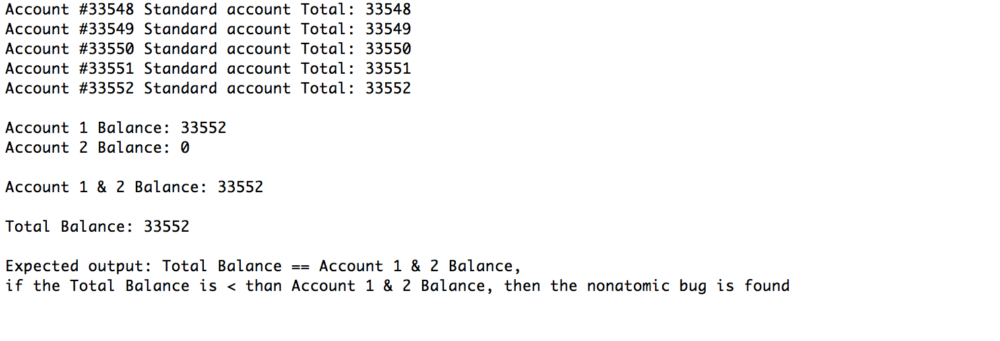 Account #33548 Standard account Total: 33548
Account #33549 Standard account Total: 33549
Account #33550 Standard account Total: 33550
Account #33551 Standard account Total: 33551
Account #33552 Standard account Total: 33552
Account 1 Balance: 33552
Account 2 Balance: 0
Account 1 & 2 Balance: 33552
Total Balance: 33552
Expected output: Total Balance == Account 1 & 2 Balance,
if the Total Balance is < than Account 1 & 2 Balance, then the nonatomic bug is found